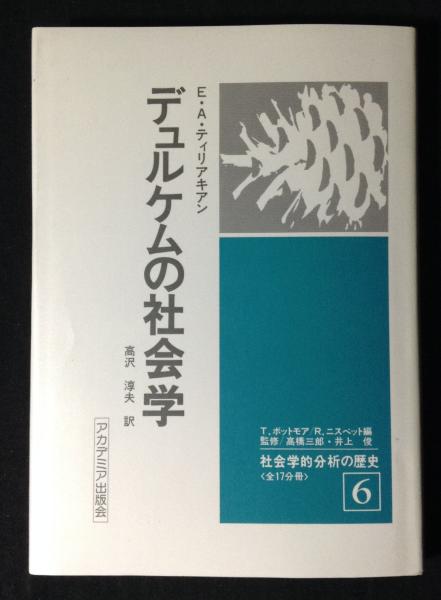 E・A・ティリアキアン
デュルケムの社会学
高沢 淳夫 訳
アカデミア出版会
T.ボットモア/R.ニスベット編
監修/高橋三郎・井上 俊
社会学的分析の歴史
〈全17分冊〉
6